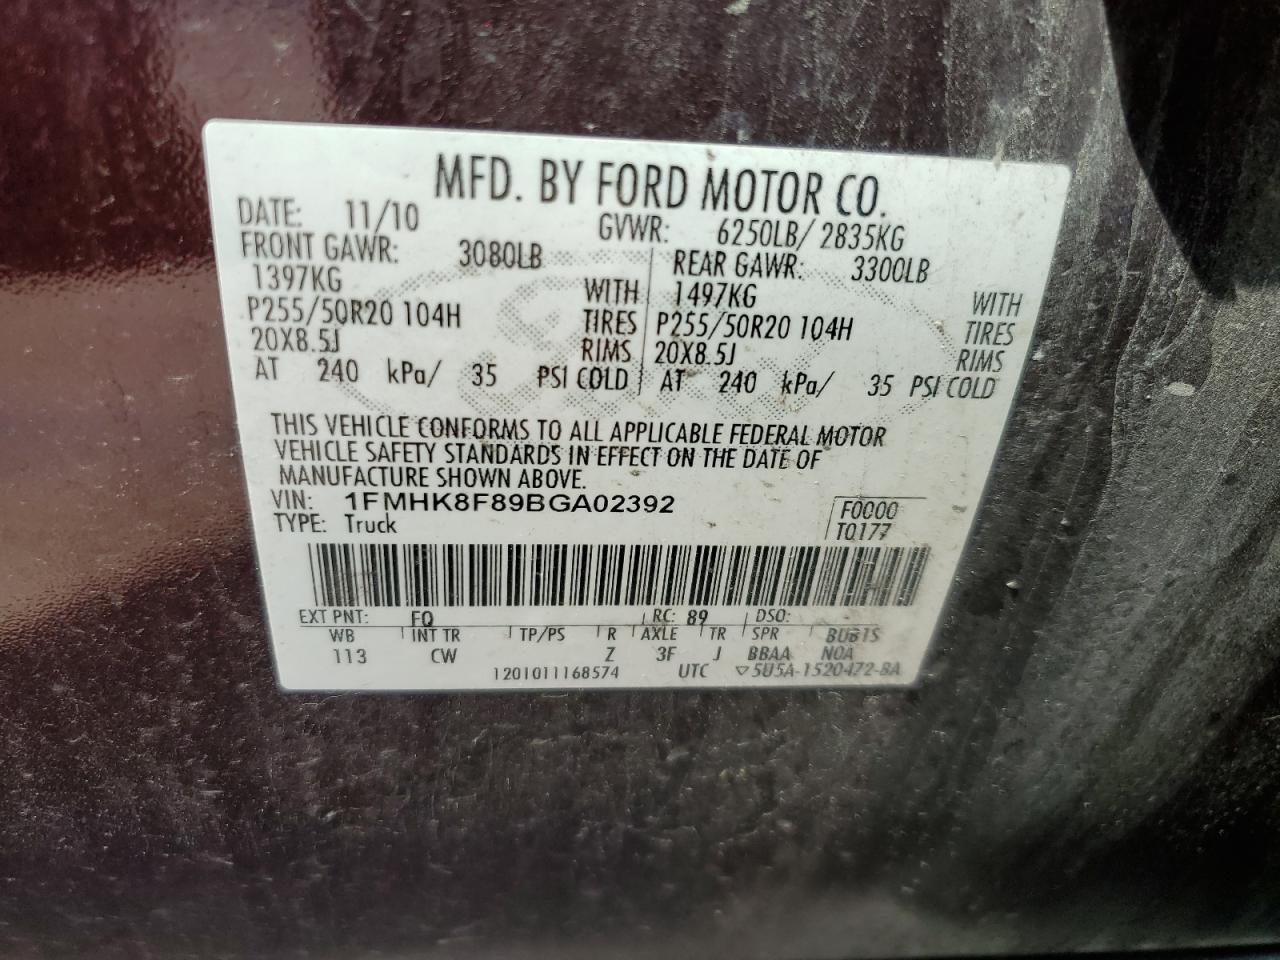 MFD. BY FORD MOTOR CO.
DATE: 11/10 GVWR: 6250LB/ 2835KG
FRONT GAWR: 3080LB REAR GAWR: 3300LB
1397KG WITH 1497KG WITH
P255/50R20 104H TIRES P255/50R20 104H TIRES
20X8.5J RIMS 20X8.5J RIMS
AT 240 kPa/ 35 PSI COLD AT 240 kPa/ 35 PSI COLD
THIS VEHICLE CONFORMS TO ALL APPLICABLE FEDERAL MOTOR
VEHICLE SAFETY STANDARDS IN EFFECT ON THE DATE OF
MANUFACTURE SHOWN ABOVE.
VIN: 1FMHK8F89BGA02392 F0000
TYPE: Truck T0177
EXT PNT: FQ RC: 89 DSO:
WB INT TR TP/PS R AXLE TR SPR BUB1S
113 CW Z 3F J BBAA N0A
1201011168574 UTC ▽5U5A-1520472-BA